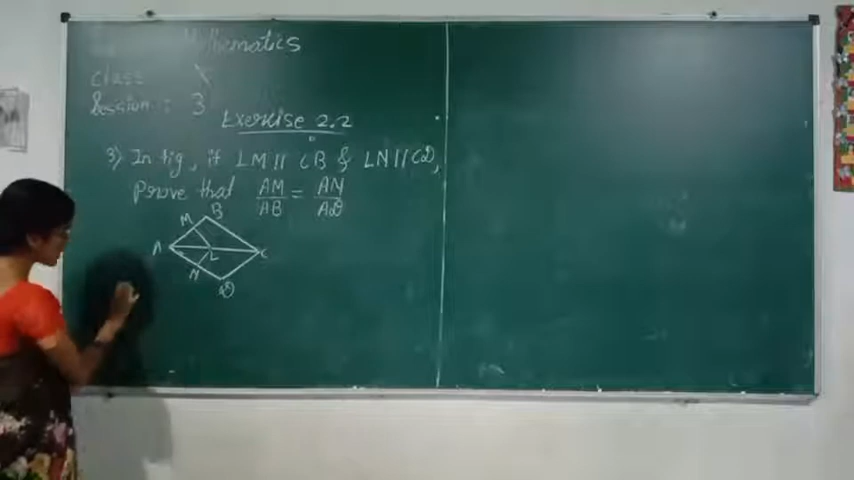 Mathematics
class X
Session : 3
Exercise 2.2
3) In fig, if LM || CB & LN || CD,
Prove that AM/AB = AN/AD
B
M
A
L
C
N
D